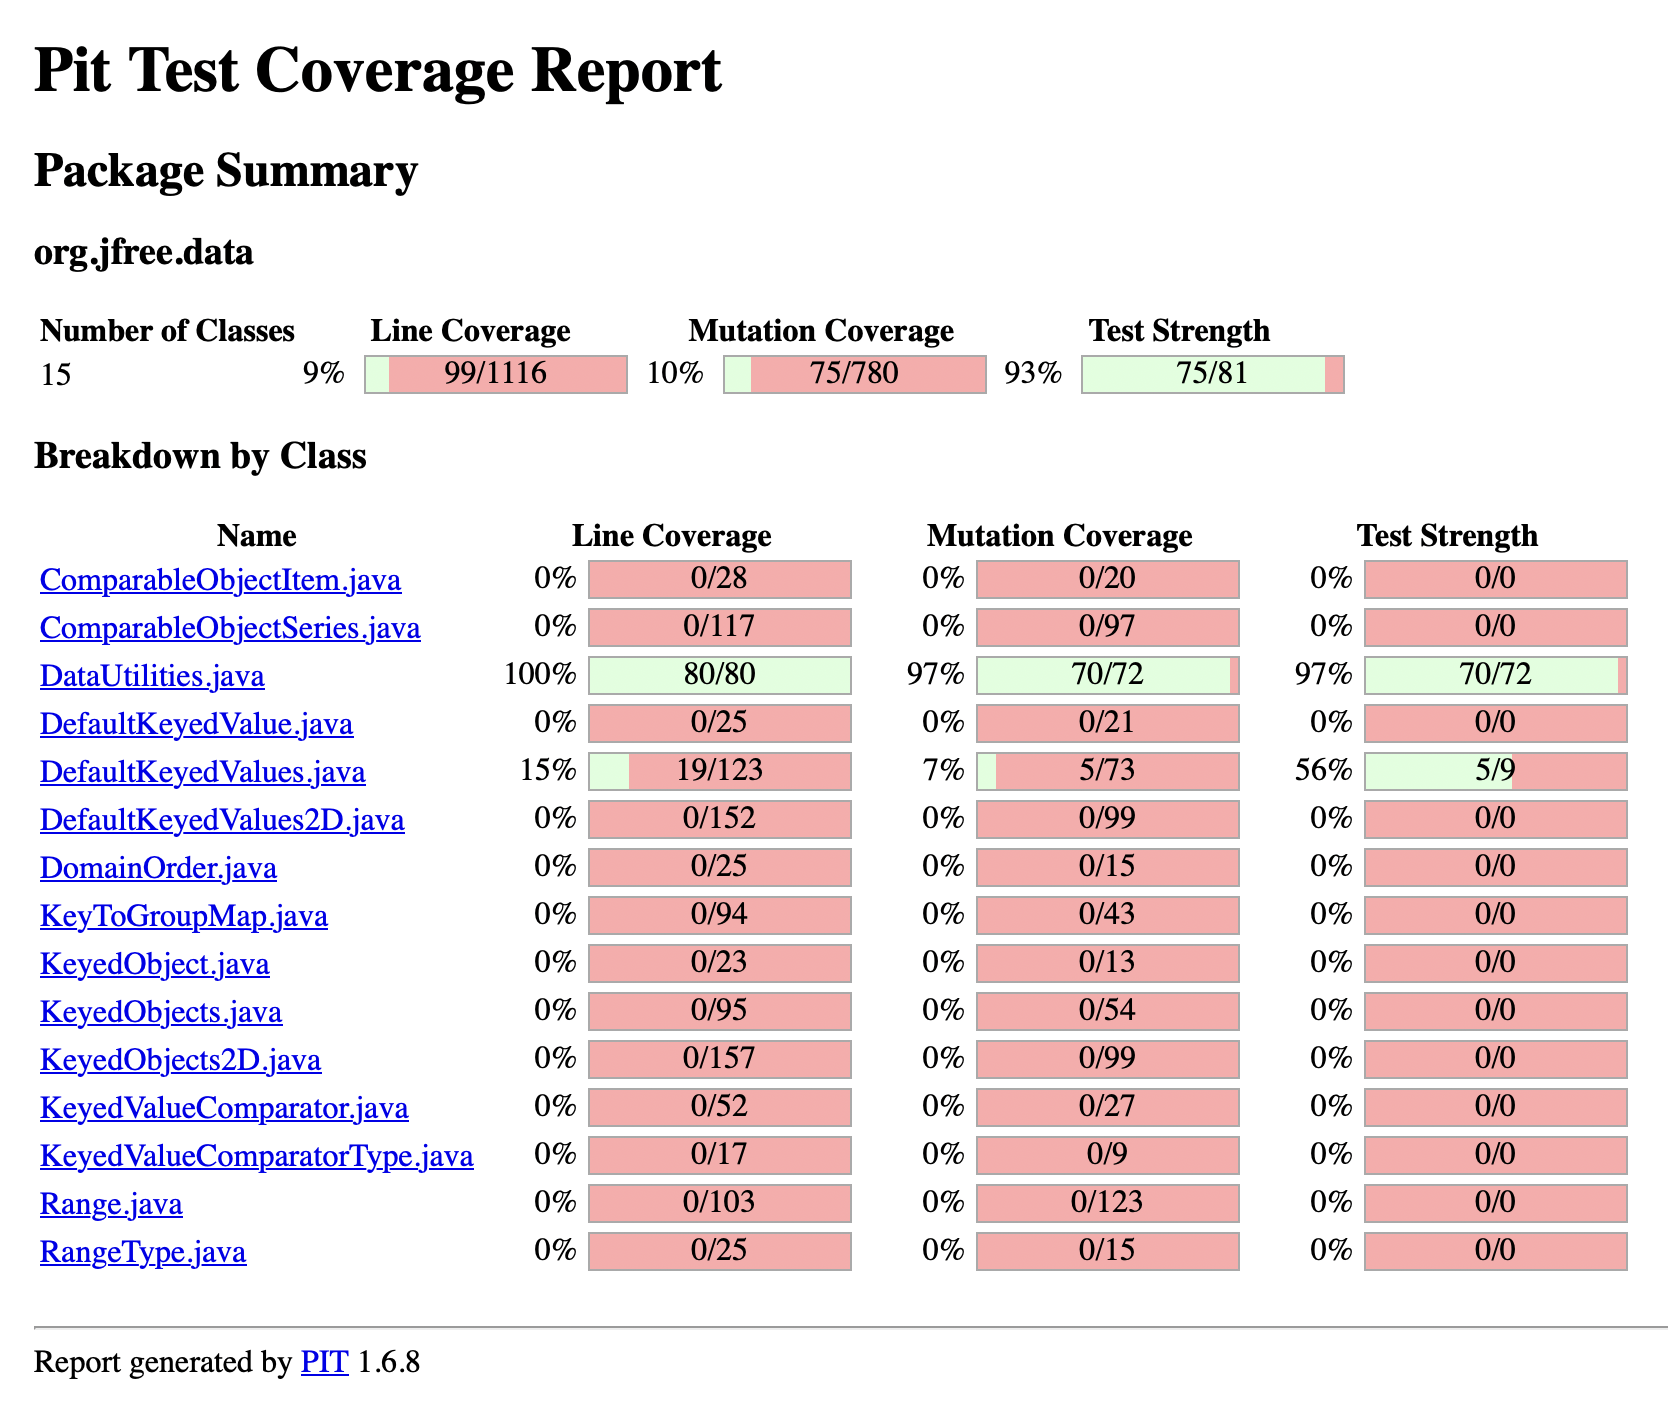 Pit Test Coverage Report
Package Summary
org.jfree.data
Number of Classes Line Coverage Mutation Coverage Test Strength
15 9% 99/1116 10% 75/780 93% 75/81
Breakdown by Class
Name Line Coverage Mutation Coverage Test Strength
ComparableObjectItem.java 0% 0/28 0% 0/20 0% 0/0
ComparableObjectSeries.java 0% 0/117 0% 0/97 0% 0/0
DataUtilities.java 100% 80/80 97% 70/72 97% 70/72
DefaultKeyedValue.java 0% 0/25 0% 0/21 0% 0/0
DefaultKeyedValues.java 15% 19/123 7% 5/73 56% 5/9
DefaultKeyedValues2D.java 0% 0/152 0% 0/99 0% 0/0
DomainOrder.java 0% 0/25 0% 0/15 0% 0/0
KeyToGroupMap.java 0% 0/94 0% 0/43 0% 0/0
KeyedObject.java 0% 0/23 0% 0/13 0% 0/0
KeyedObjects.java 0% 0/95 0% 0/54 0% 0/0
KeyedObjects2D.java 0% 0/157 0% 0/99 0% 0/0
KeyedValueComparator.java 0% 0/52 0% 0/27 0% 0/0
KeyedValueComparatorType.java 0% 0/17 0% 0/9 0% 0/0
Range.java 0% 0/103 0% 0/123 0% 0/0
RangeType.java 0% 0/25 0% 0/15 0% 0/0
Report generated by PIT 1.6.8